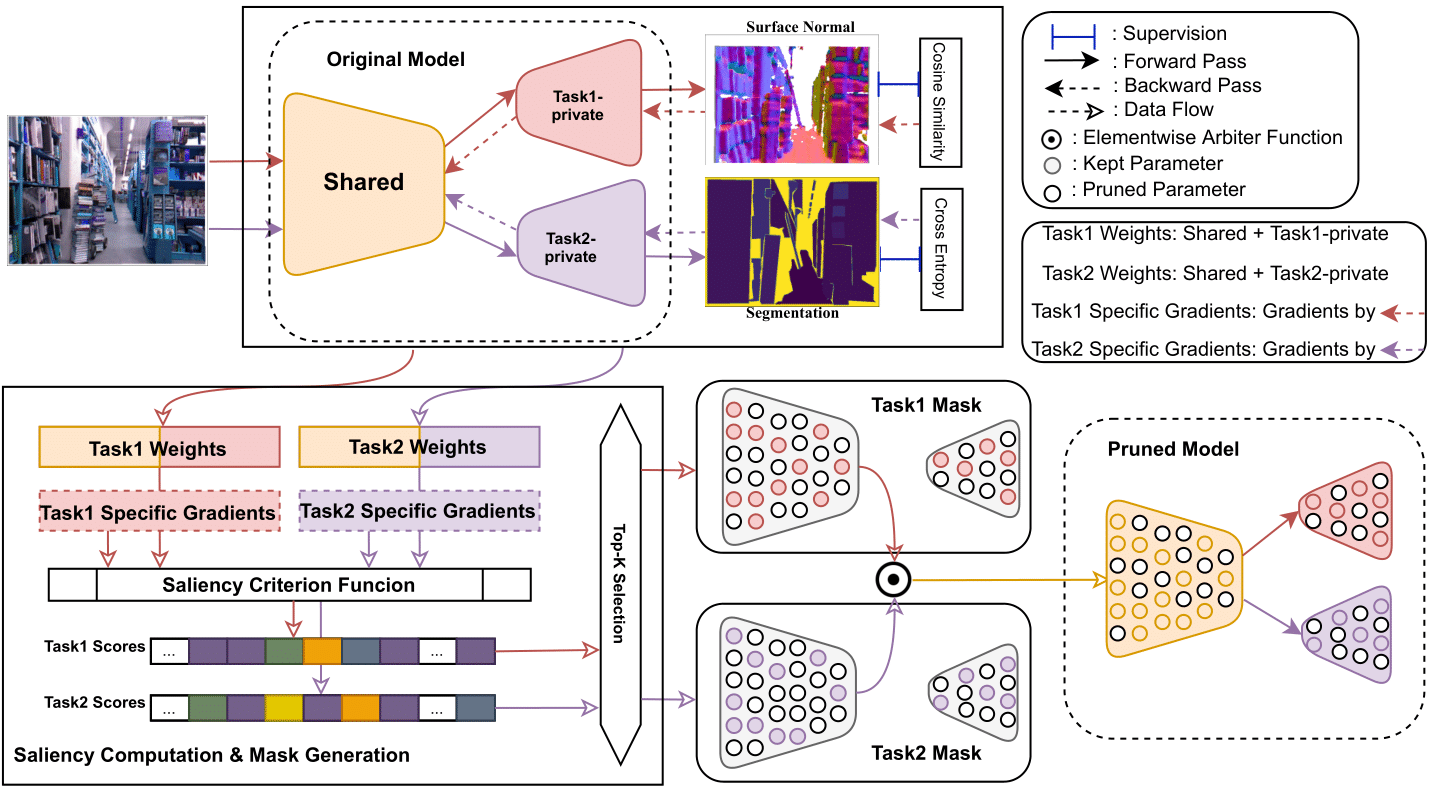 Original Model
Shared
Task1-
private
Task2-
private
Surface Normal
Segmentation
Cosine Similarity
Cross Entropy
: Supervision
: Forward Pass
: Backward Pass
: Data Flow
: Elementwise Arbiter Function
: Kept Parameter
: Pruned Parameter
Task1 Weights: Shared + Task1-private
Task2 Weights: Shared + Task2-private
Task1 Specific Gradients: Gradients by
Task2 Specific Gradients: Gradients by
Task1 Weights
Task2 Weights
Task1 Specific Gradients
Task2 Specific Gradients
Saliency Criterion Funcion
Task1 Scores
...
...
Task2 Scores
...
...
Saliency Computation & Mask Generation
Top-K Selection
Task1 Mask
Task2 Mask
Pruned Model